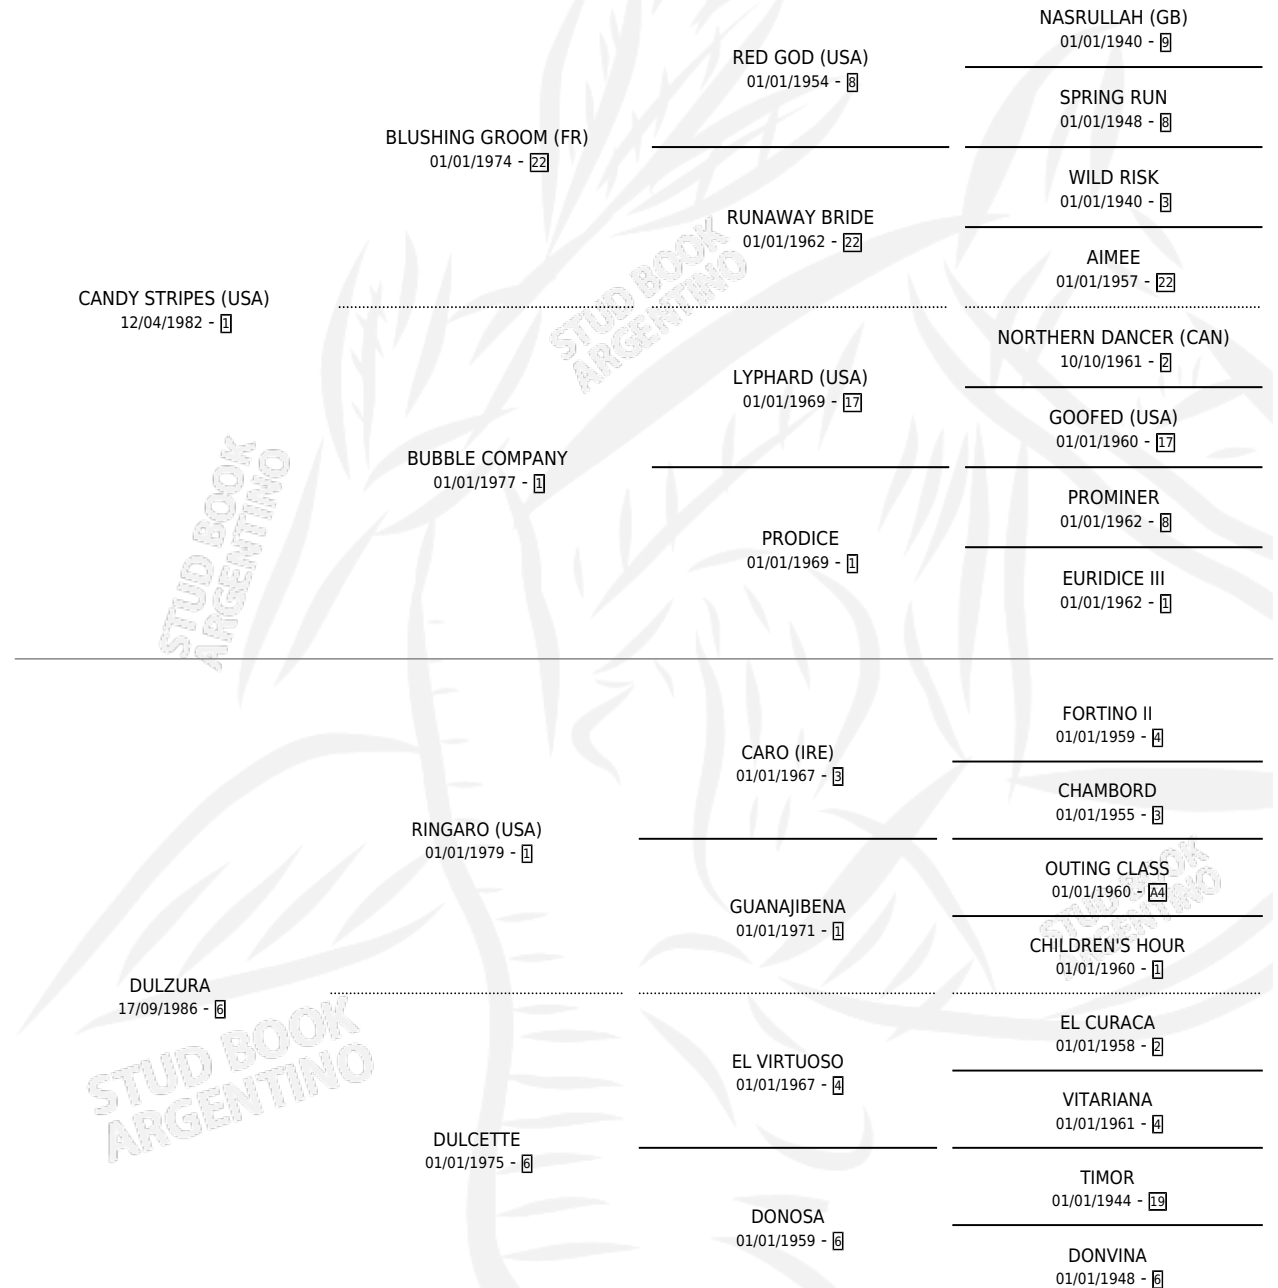 NASRULLAH (GB)
01/01/1940 - 9
RED GOD (USA)
01/01/1954 - 8
SPRING RUN
01/01/1948 - 8
BLUSHING GROOM (FR)
01/01/1974 - 22
WILD RISK
01/01/1940 - 3
RUNAWAY BRIDE
01/01/1962 - 22
AIMEE
01/01/1957 - 22
CANDY STRIPES (USA)
12/04/1982 - 1
NORTHERN DANCER (CAN)
10/10/1961 - 2
LYPHARD (USA)
01/01/1969 - 17
GOOFED (USA)
01/01/1960 - 17
BUBBLE COMPANY
01/01/1977 - 1
PROMINER
01/01/1962 - 8
PRODICE
01/01/1969 - 1
EURIDICE III
01/01/1962 - 1
FORTINO II
01/01/1959 - 4
CARO (IRE)
01/01/1967 - 3
CHAMBORD
01/01/1955 - 3
RINGARO (USA)
01/01/1979 - 1
OUTING CLASS
01/01/1960 - A4
GUANAJIBENA
01/01/1971 - 1
CHILDREN'S HOUR
01/01/1960 - 1
DULZURA
17/09/1986 - 6
EL CURACA
01/01/1958 - 2
EL VIRTUOSO
01/01/1967 - 4
VITARIANA
01/01/1961 - 4
DULCETTE
01/01/1975 - 6
TIMOR
01/01/1944 - 19
DONOSA
01/01/1959 - 6
DONVINA
01/01/1948 - 6
STUD BOOK
ARGENTINO
STUD BOOK
ARGENTINO
STUD BOOK
ARGENTINO
STUD BOOK
ARGENTINO